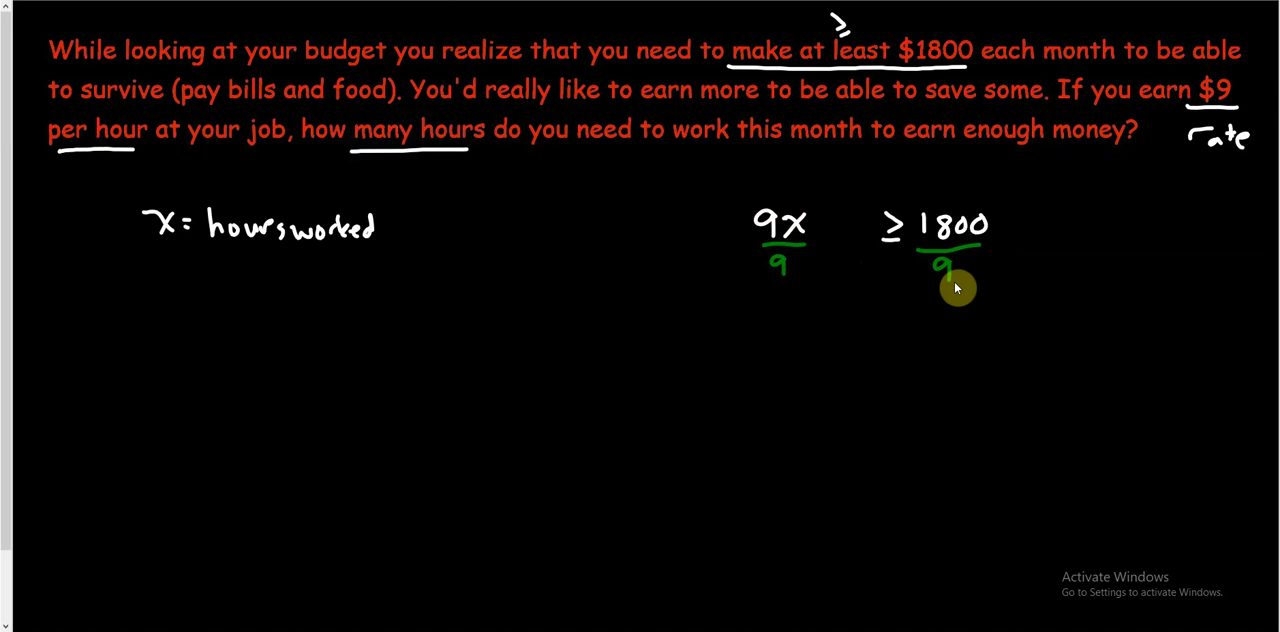 ≥
While looking at your budget you realize that you need to make at least $1800 each month to be able
to survive (pay bills and food). You'd really like to earn more to be able to save some. If you earn $9
per hour at your job, how many hours do you need to work this month to earn enough money?
rate
x = hours worked
9x ≥ 1800
9 9
Activate Windows
Go to Settings to activate Windows.